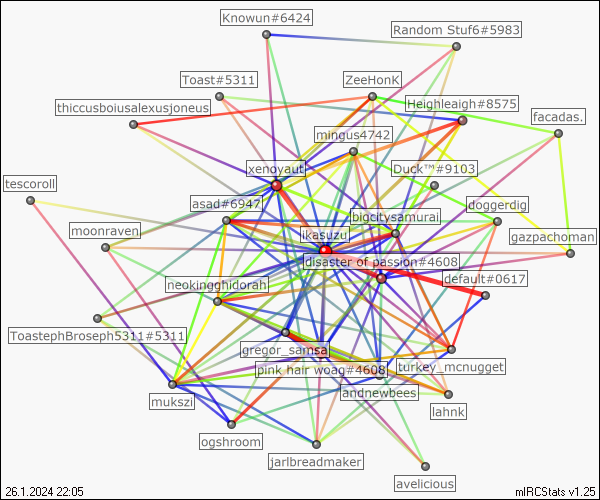 Knowun#6424
Random Stuf6#5983
Toast#5311
ZeeHonK
thiccusboiusalexusjoneus
Heighleaigh#8575
facadas.
mingus4742
xenoyaut
Duck™#9103
tescoroll
asad#6947
bigcitysamurai
doggerdig
ikasuzu
moonraven
gazpachoman
disaster of passion#4608
neokingghidorah
default#0617
ToastephBroseph5311#5311
gregor_samsa
turkey_mcnugget
pink hair woag#4608
mukszi
andnewbees
lahnk
ogshroom
jarlbreadmaker
avelicious
26.1.2024 22:05
mIRCStats v1.25